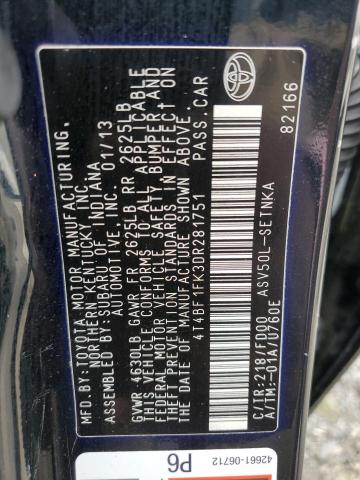 MFD.BY:TOYOTA MOTOR MANUFACTURING,
NORTHERN KENTUCKY, INC.
ASSEMBLED BY:SUBARU OF INDIANA
AUTOMOTIVE, INC. 01/13
GVWR 4630LB GAWR FR 2625LB RR 2625LB
THIS VEHICLE CONFORMS TO ALL APPLICABLE
FEDERAL MOTOR VEHICLE SAFETY, BUMPER,AND
THEFT PREVENTION STANDARDS IN EFFECT ON
THE DATE OF MANUFACTURE SHOWN ABOVE.
4T4BF1FK3DR281751 PASS.CAR
C/TR:218/FD00 ASV50L-SETNKA
A/TM:-01A/U760E 82166
42661-06712
P6